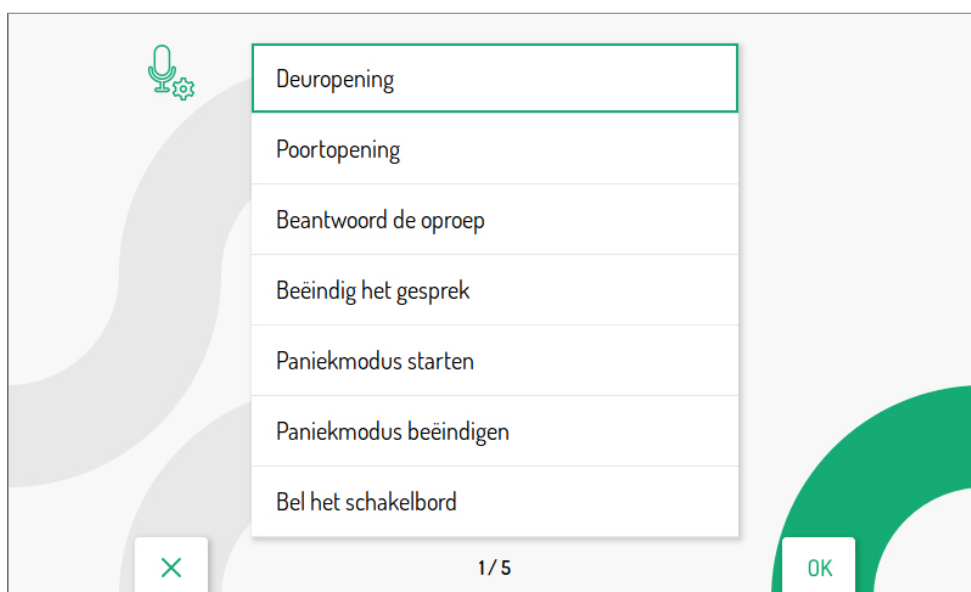 Deuropening
Poortopening
Beantwoord de oproep
Beëindig het gesprek
Paniekmodus starten
Paniekmodus beëindigen
Bel het schakelbord
1/5
OK